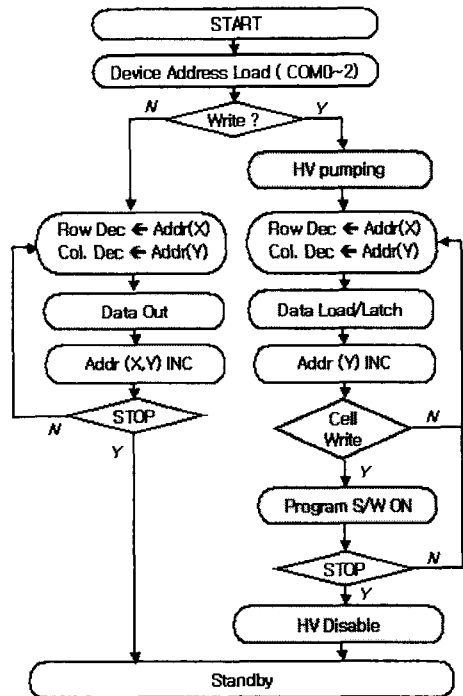 START
Device Address Load ( COM0~2)
N
Write ?
Y
HV pumping
Row Dec ← Addr(X)
Col. Dec ← Addr(Y)
Row Dec ← Addr(X)
Col. Dec ← Addr(Y)
Data Out
Data Load/Latch
Addr (X,Y) INC
Addr (Y) INC
STOP
N
Y
Cell
Write
N
Y
Program S/W ON
STOP
N
Y
HV Disable
Standby